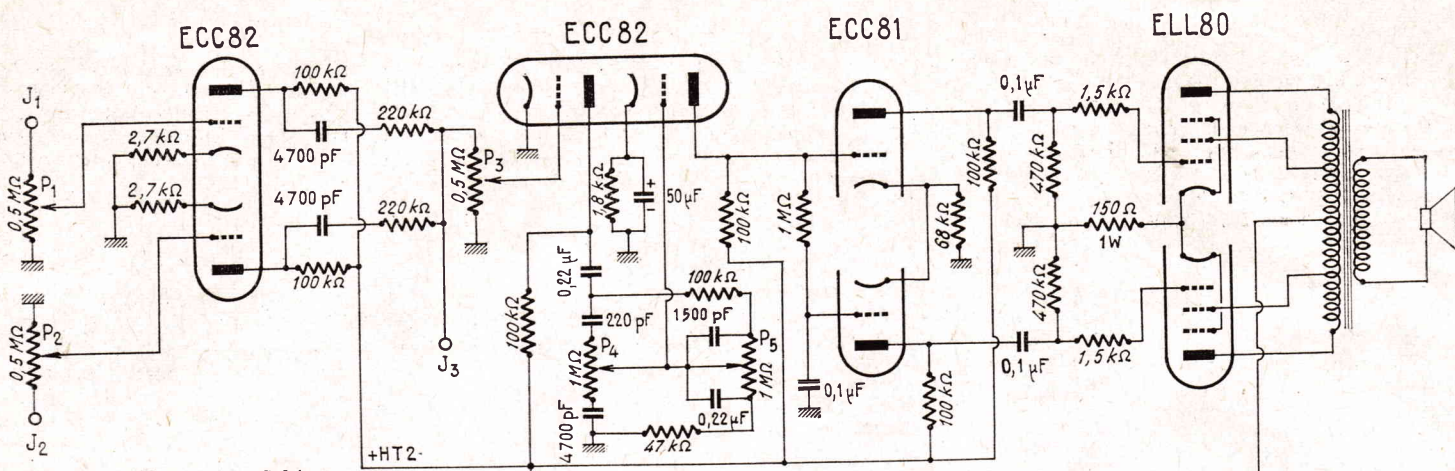 ECC82
ECC82
ECC81
ELL80
J1
100 kΩ
2,7 kΩ
4700 pF
220 kΩ
0,5 MΩ
P1
2,7 kΩ
4700 pF
220 kΩ
100 kΩ
0,5 MΩ
P2
J2
P3
0,5 MΩ
J3
+HT2
1,8 kΩ
+
-
50 µF
100 kΩ
0,22 µF
220 pF
P4
1 MΩ
4700 pF
100 kΩ
1500 pF
P5
1 MΩ
0,22 µF
47 kΩ
100 kΩ
1 MΩ
0,1 µF
68 kΩ
100 kΩ
100 kΩ
0,1 µF
470 kΩ
470 kΩ
0,1 µF
1,5 kΩ
150 Ω
1W
1,5 kΩ